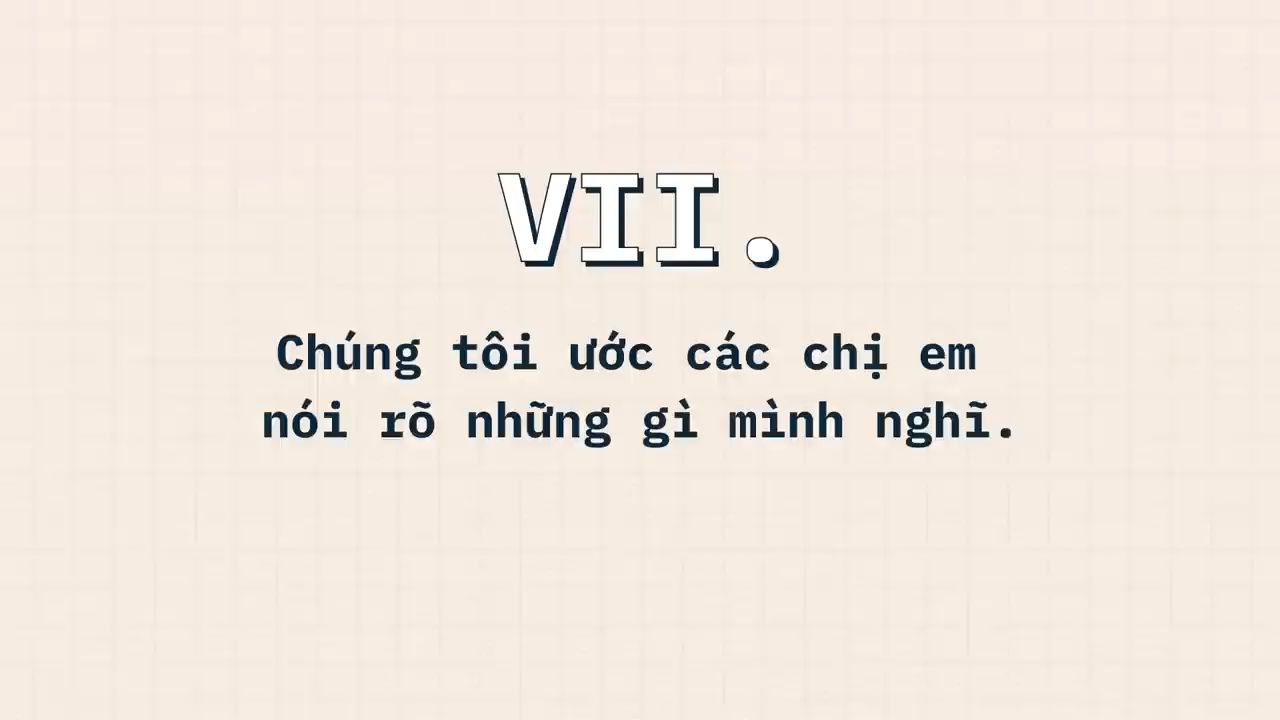 VII.
Chúng tôi ước các chị em
nói rõ những gì mình nghĩ.